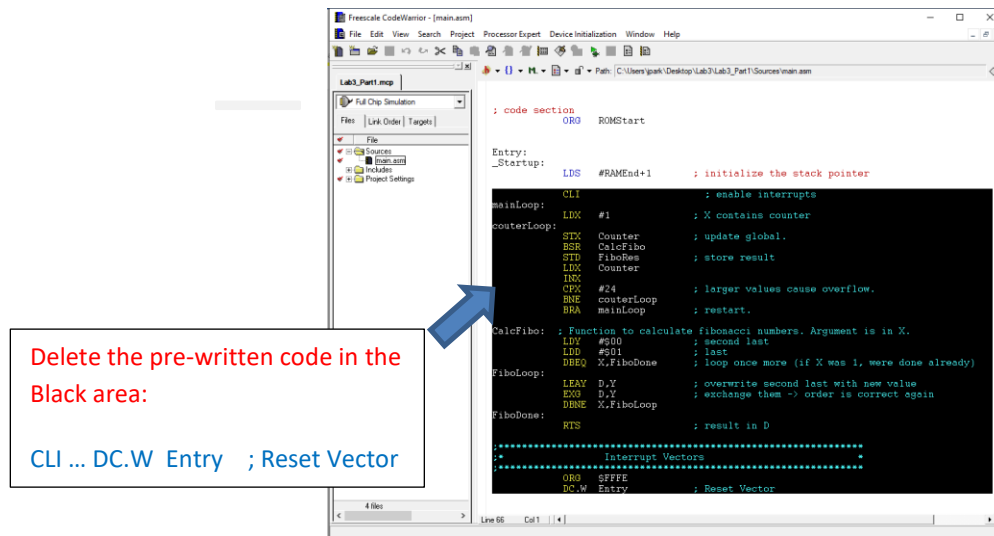 Freescale CodeWarrior - [main.asm]
File Edit View Search Project Processor Expert Device Initialization Window Help
Path: C:\Users\jpark\Desktop\Lab3\Lab3_Part1\Sources\main.asm
Lab3_Part1.mcp
Full Chip Simulation
Files Link Order Targets
File
Sources
main.asm
Includes
Project Settings
4 files
; code section
ORG ROMStart
Entry:
_Startup:
LDS #RAMEnd+1 ; initialize the stack pointer
CLI ; enable interrupts
mainLoop:
LDX #1 ; X contains counter
couterLoop:
STX Counter ; update global.
BSR CalcFibo
STD FiboRes ; store result
LDX Counter
INX
CPX #24 ; larger values cause overflow.
BNE couterLoop
BRA mainLoop ; restart.
CalcFibo: ; Function to calculate fibonacci numbers. Argument is in X.
LDY #$00 ; second last
LDD #$01 ; last
DBEQ X,FiboDone ; loop once more (if X was 1, were done already)
FiboLoop:
LEAY D,Y ; overwrite second last with new value
EXG D,Y ; exchange them -> order is correct again
DBNE X,FiboLoop
FiboDone:
RTS ; result in D
;**************************************************************
;* Interrupt Vectors *
;**************************************************************
ORG $FFFE
DC.W Entry ; Reset Vector
Line 66 Col 1
Delete the pre-written code in the
Black area:
CLI ... DC.W Entry ; Reset Vector